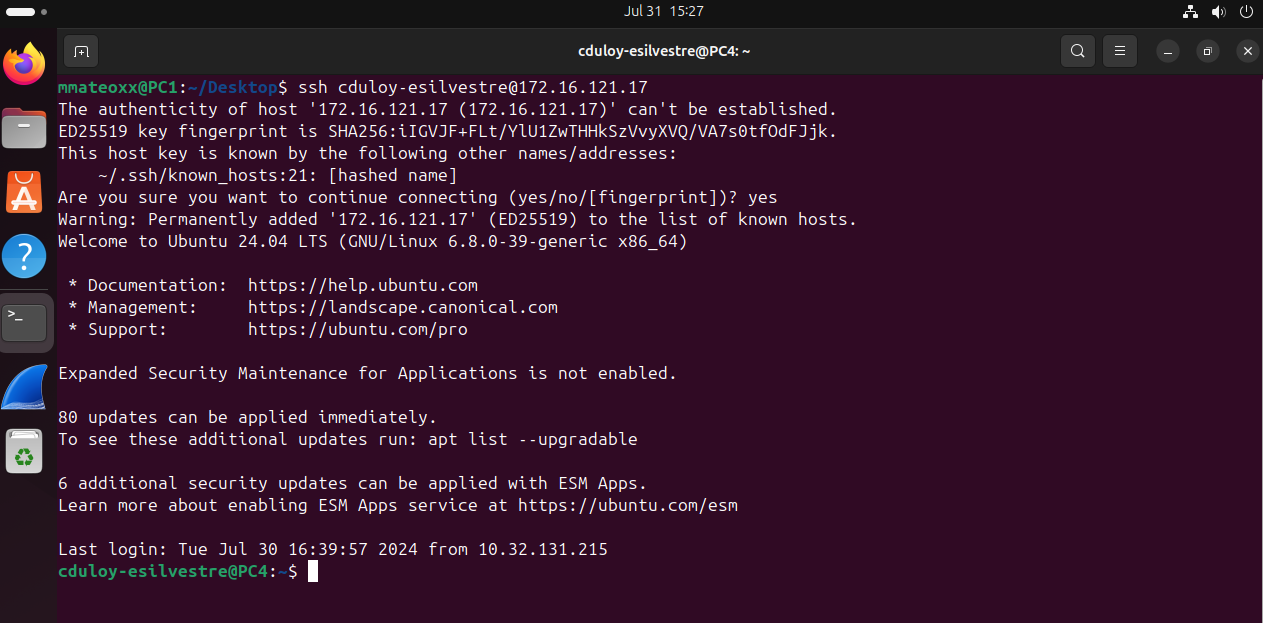 Jul 31 15:27
cduloy-esilvestre@PC4: ~
mmateoxx@PC1:~/Desktop$ ssh cduloy-esilvestre@172.16.121.17
The authenticity of host '172.16.121.17 (172.16.121.17)' can't be established.
ED25519 key fingerprint is SHA256:iIGVJF+FLt/YlU1ZwTHHkSzVvyXVQ/VA7s0tfOdFJjk.
This host key is known by the following other names/addresses:
    ~/.ssh/known_hosts:21: [hashed name]
Are you sure you want to continue connecting (yes/no/[fingerprint])? yes
Warning: Permanently added '172.16.121.17' (ED25519) to the list of known hosts.
Welcome to Ubuntu 24.04 LTS (GNU/Linux 6.8.0-39-generic x86_64)
 * Documentation:  https://help.ubuntu.com
 * Management:     https://landscape.canonical.com
 * Support:        https://ubuntu.com/pro
Expanded Security Maintenance for Applications is not enabled.
80 updates can be applied immediately.
To see these additional updates run: apt list --upgradable
6 additional security updates can be applied with ESM Apps.
Learn more about enabling ESM Apps service at https://ubuntu.com/esm
Last login: Tue Jul 30 16:39:57 2024 from 10.32.131.215
cduloy-esilvestre@PC4:~$